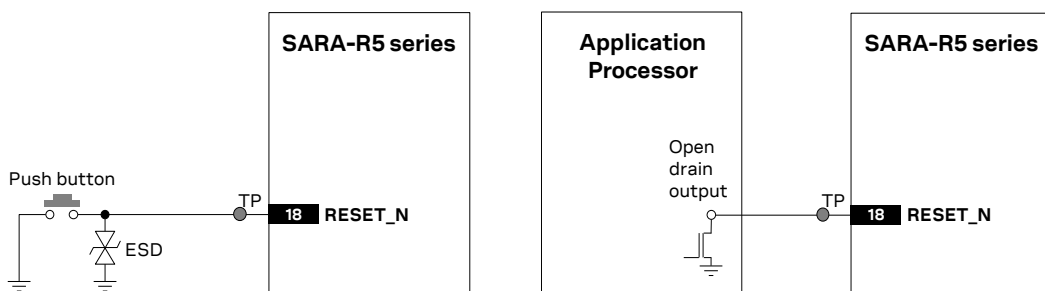 SARA-R5 series
Push button
ESD
TP
18 RESET_N
Application
Processor
Open
drain
output
SARA-R5 series
TP
18 RESET_N